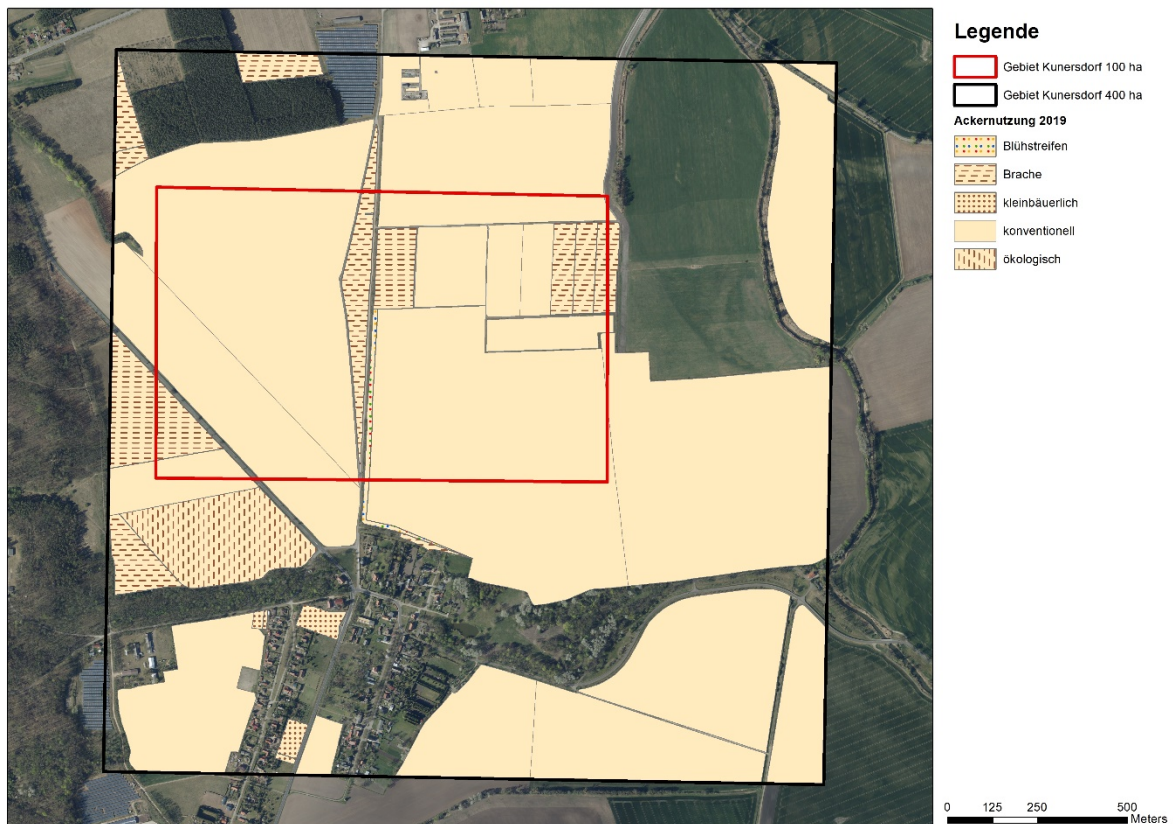 Legende
Gebiet Kunersdorf 100 ha
Gebiet Kunersdorf 400 ha
Ackernutzung 2019
Blühstreifen
Brache
kleinbäuerlich
konventionell
ökologisch
0 125 250 500
Meters